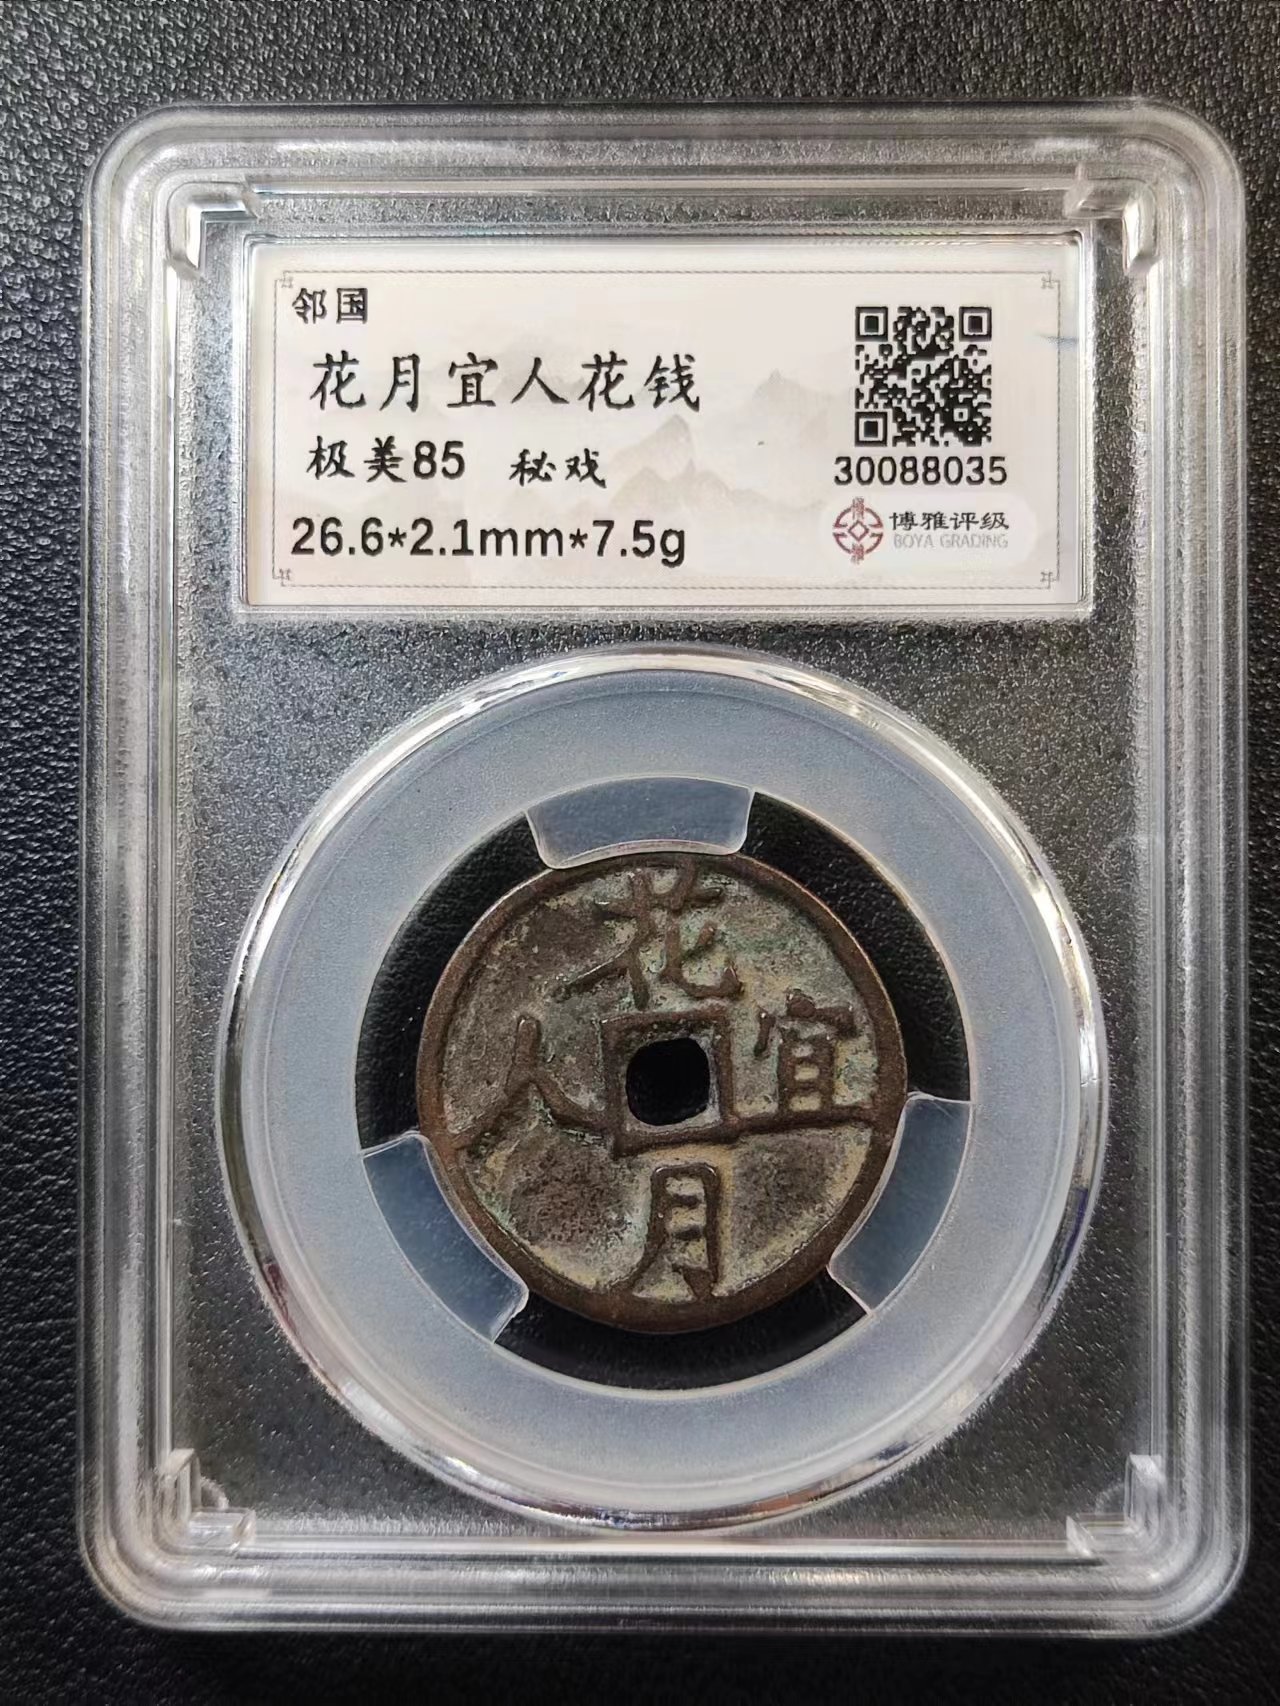 邻国
花月宜人花钱
极美85 秘戏
26.6*2.1mm*7.5g
30088035
博雅评级
BOYA GRADING
花
人 宜
月